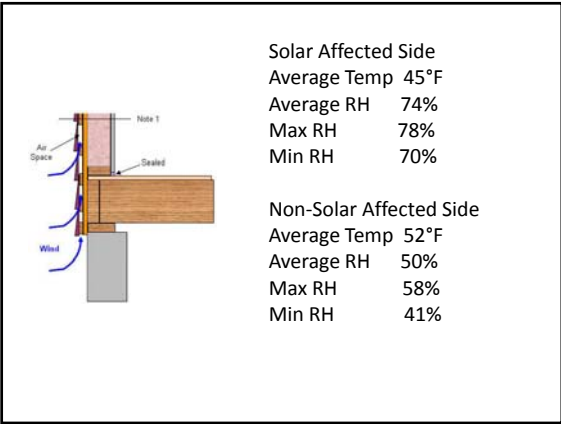 Note 1
Air
Space
Sealed
Wind
Solar Affected Side
Average Temp 45°F
Average RH 74%
Max RH 78%
Min RH 70%
Non-Solar Affected Side
Average Temp 52°F
Average RH 50%
Max RH 58%
Min RH 41%